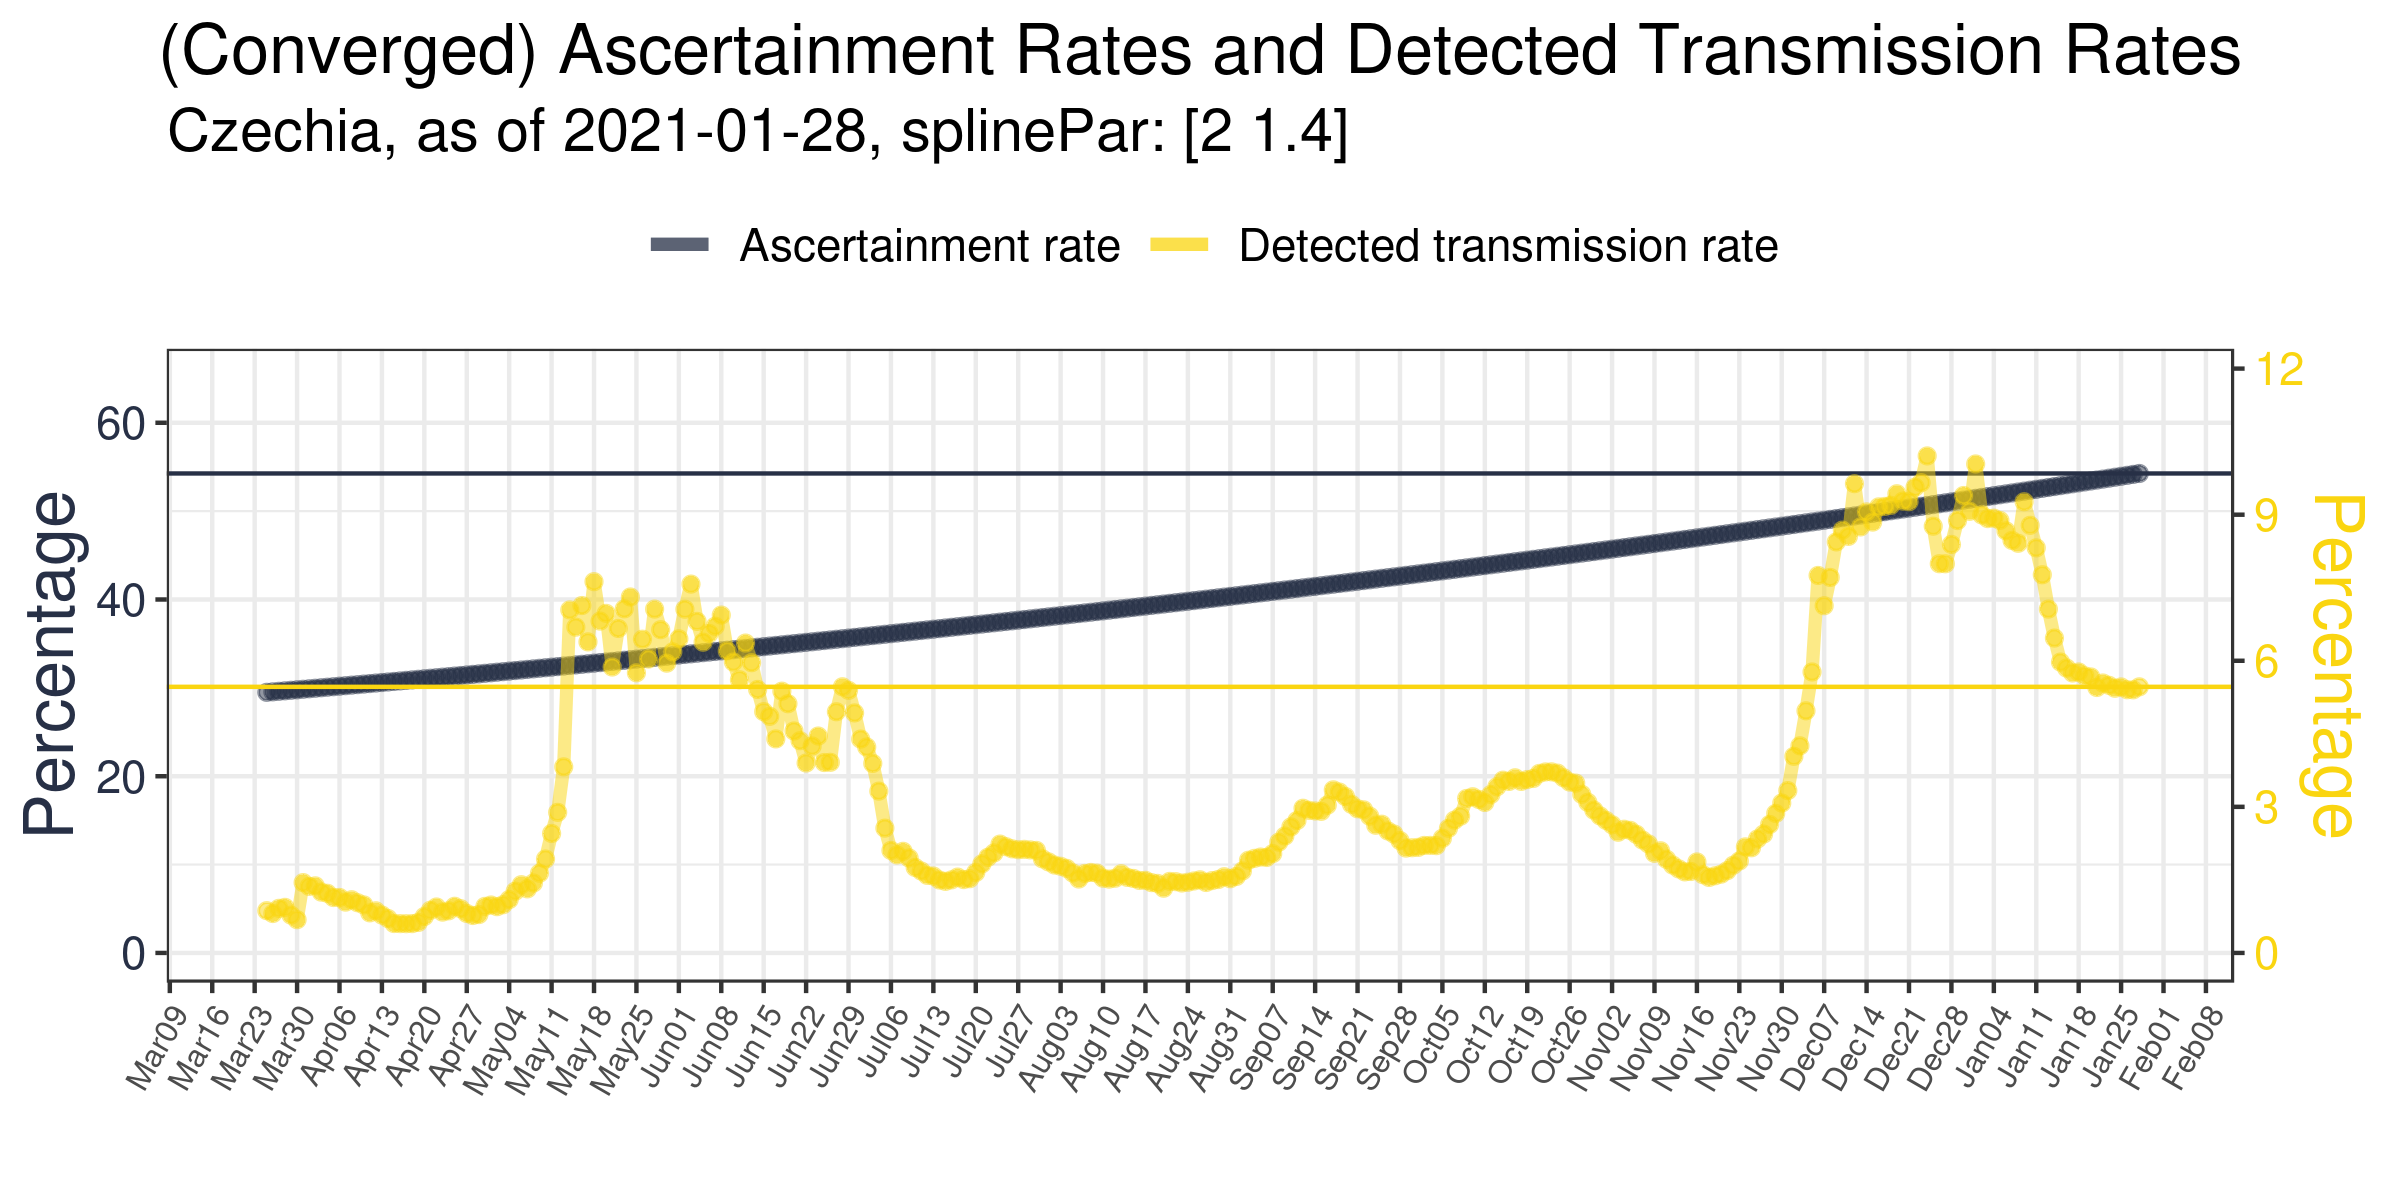 (Converged) Ascertainment Rates and Detected Transmission Rates
Czechia, as of 2021-01-28, splinePar: [2 1.4]
Ascertainment rate Detected transmission rate
Percentage
60
40
20
0
12
9
6
3
0
Percentage
Mar09 Mar16 Mar23 Mar30 Apr06 Apr13 Apr20 Apr27 May04 May11 May18 May25 Jun01 Jun08 Jun15 Jun22 Jun29 Jul06 Jul13 Jul20 Jul27 Aug03 Aug10 Aug17 Aug24 Aug31 Sep07 Sep14 Sep21 Sep28 Oct05 Oct12 Oct19 Oct26 Nov02 Nov09 Nov16 Nov23 Nov30 Dec07 Dec14 Dec21 Dec28 Jan04 Jan11 Jan18 Jan25 Feb01 Feb08